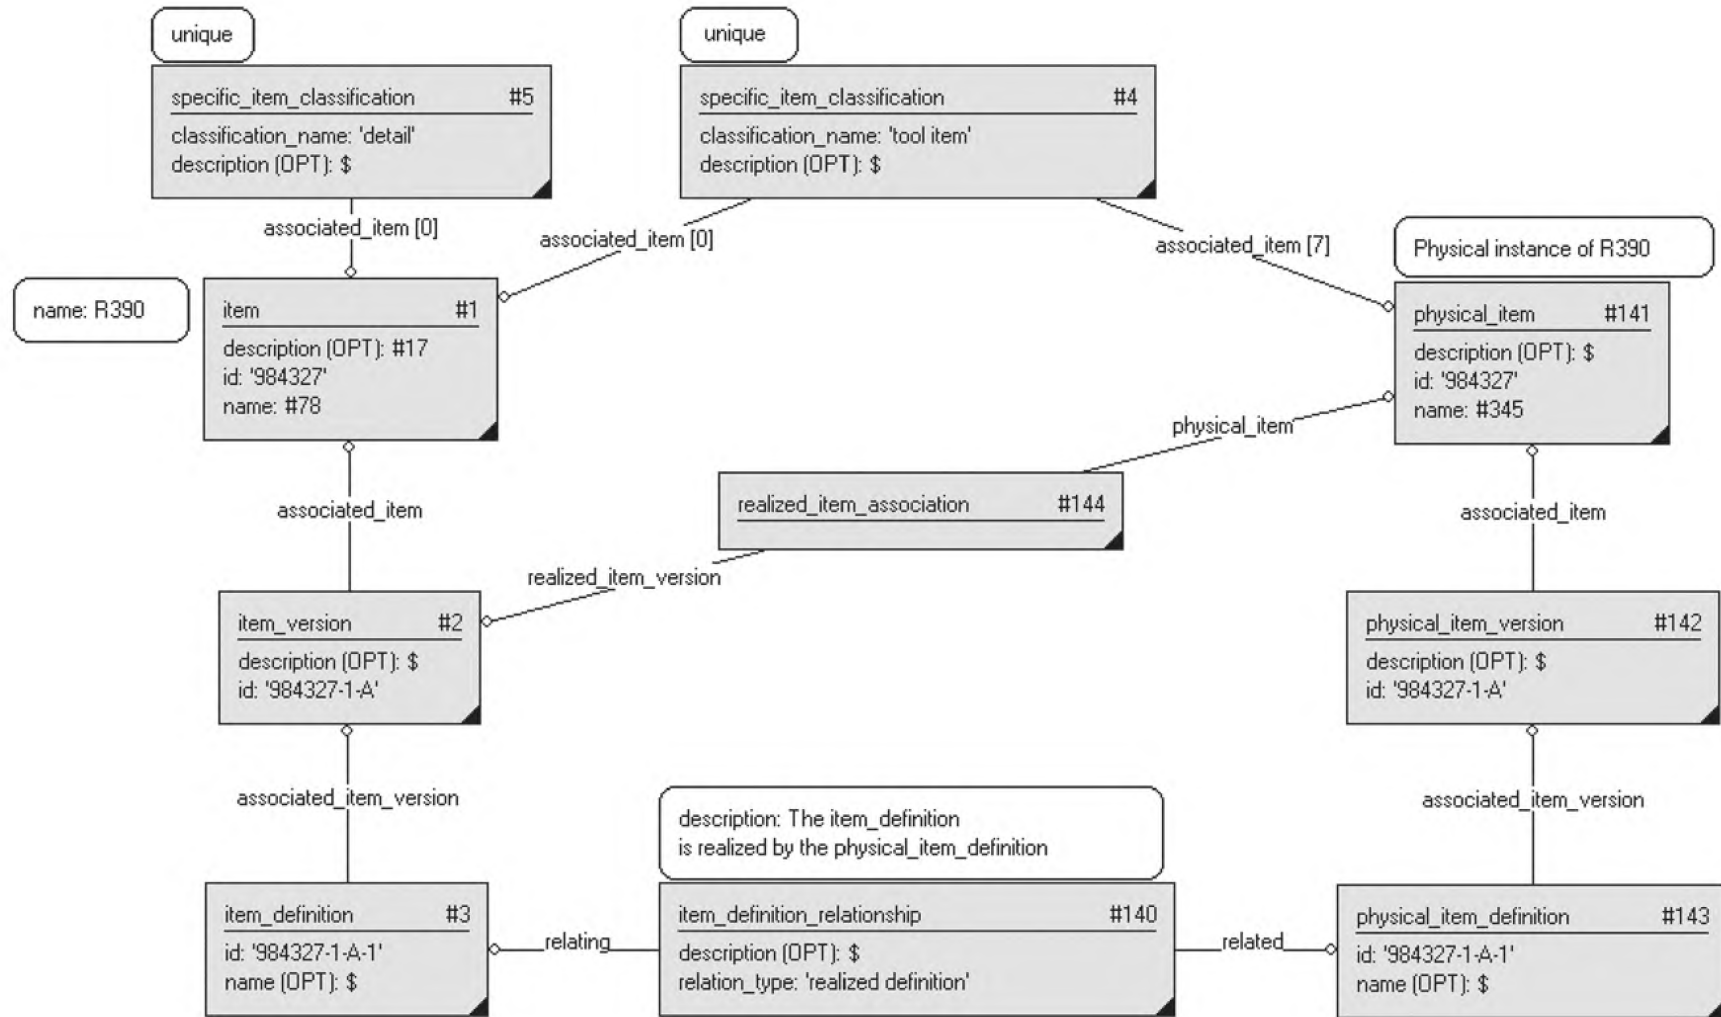 unique
unique
specific_item_classification #5
classification_name: 'detail'
description (OPT): $
specific_item_classification #4
classification_name: 'tool item'
description (OPT): $
associated_item [0]
associated_item [0]
associated_item [7]
Physical instance of R390
name: R390
item #1
description (OPT): #17
id: '984327'
name: #78
physical_item #141
description (OPT): $
id: '984327'
name: #345
physical_item
realized_item_association #144
associated_item
associated_item
realized_item_version
item_version #2
description (OPT): $
id: '984327-1-A'
physical_item_version #142
description (OPT): $
id: '984327-1-A'
associated_item_version
associated_item_version
description: The item_definition
is realized by the physical_item_definition
item_definition #3
id: '984327-1-A-1'
name (OPT): $
relating
item_definition_relationship #140
description (OPT): $
relation_type: 'realized definition'
related
physical_item_definition #143
id: '984327-1-A-1'
name (OPT): $